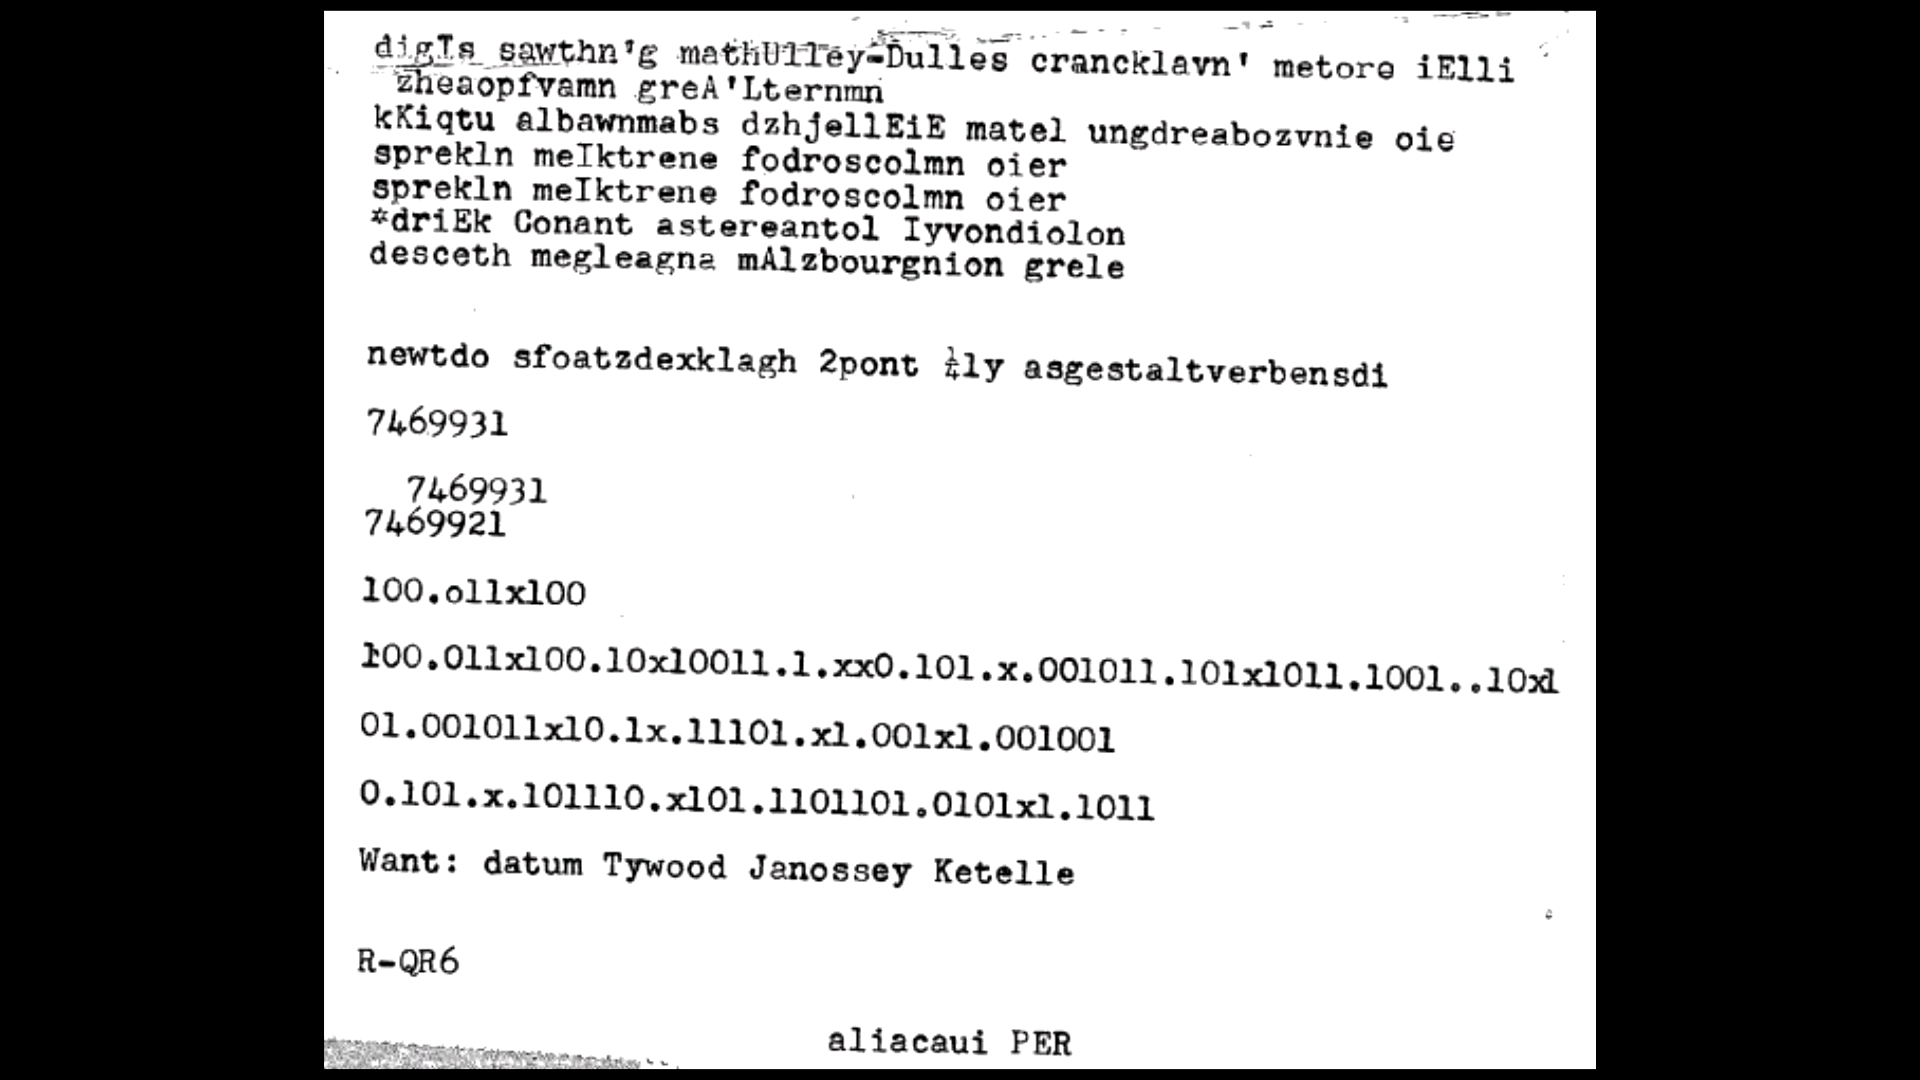 digIs sawthn'g mathUlley-Dulles crancklavn' metore iElli
zheaopfvamn greA'Lternmn
kKiqtu albawnmabs dzhjellEiE matel ungdreabozvnie oie
sprekln meIktrene fodroscolmn oier
sprekln meIktrene fodroscolmn oier
*driEk Conant astereantol Iyvondiolon
desceth megleagna mAlzbourgnion grele
newtdo sfoatzdexklagh 2pont ¼ly asgestaltverbensdi
7469931
7469931
7469921
100.o11x100
100.011x100.10x10011.1.xx0.101.x.001011.101x1011.1001..10x1
01.001011x10.1x.11101.x1.001x1.001001
0.101.x.101110.x101.1101101.0101x1.1011
Want: datum Tywood Janossey Ketelle
R-QR6
aliacaui PER